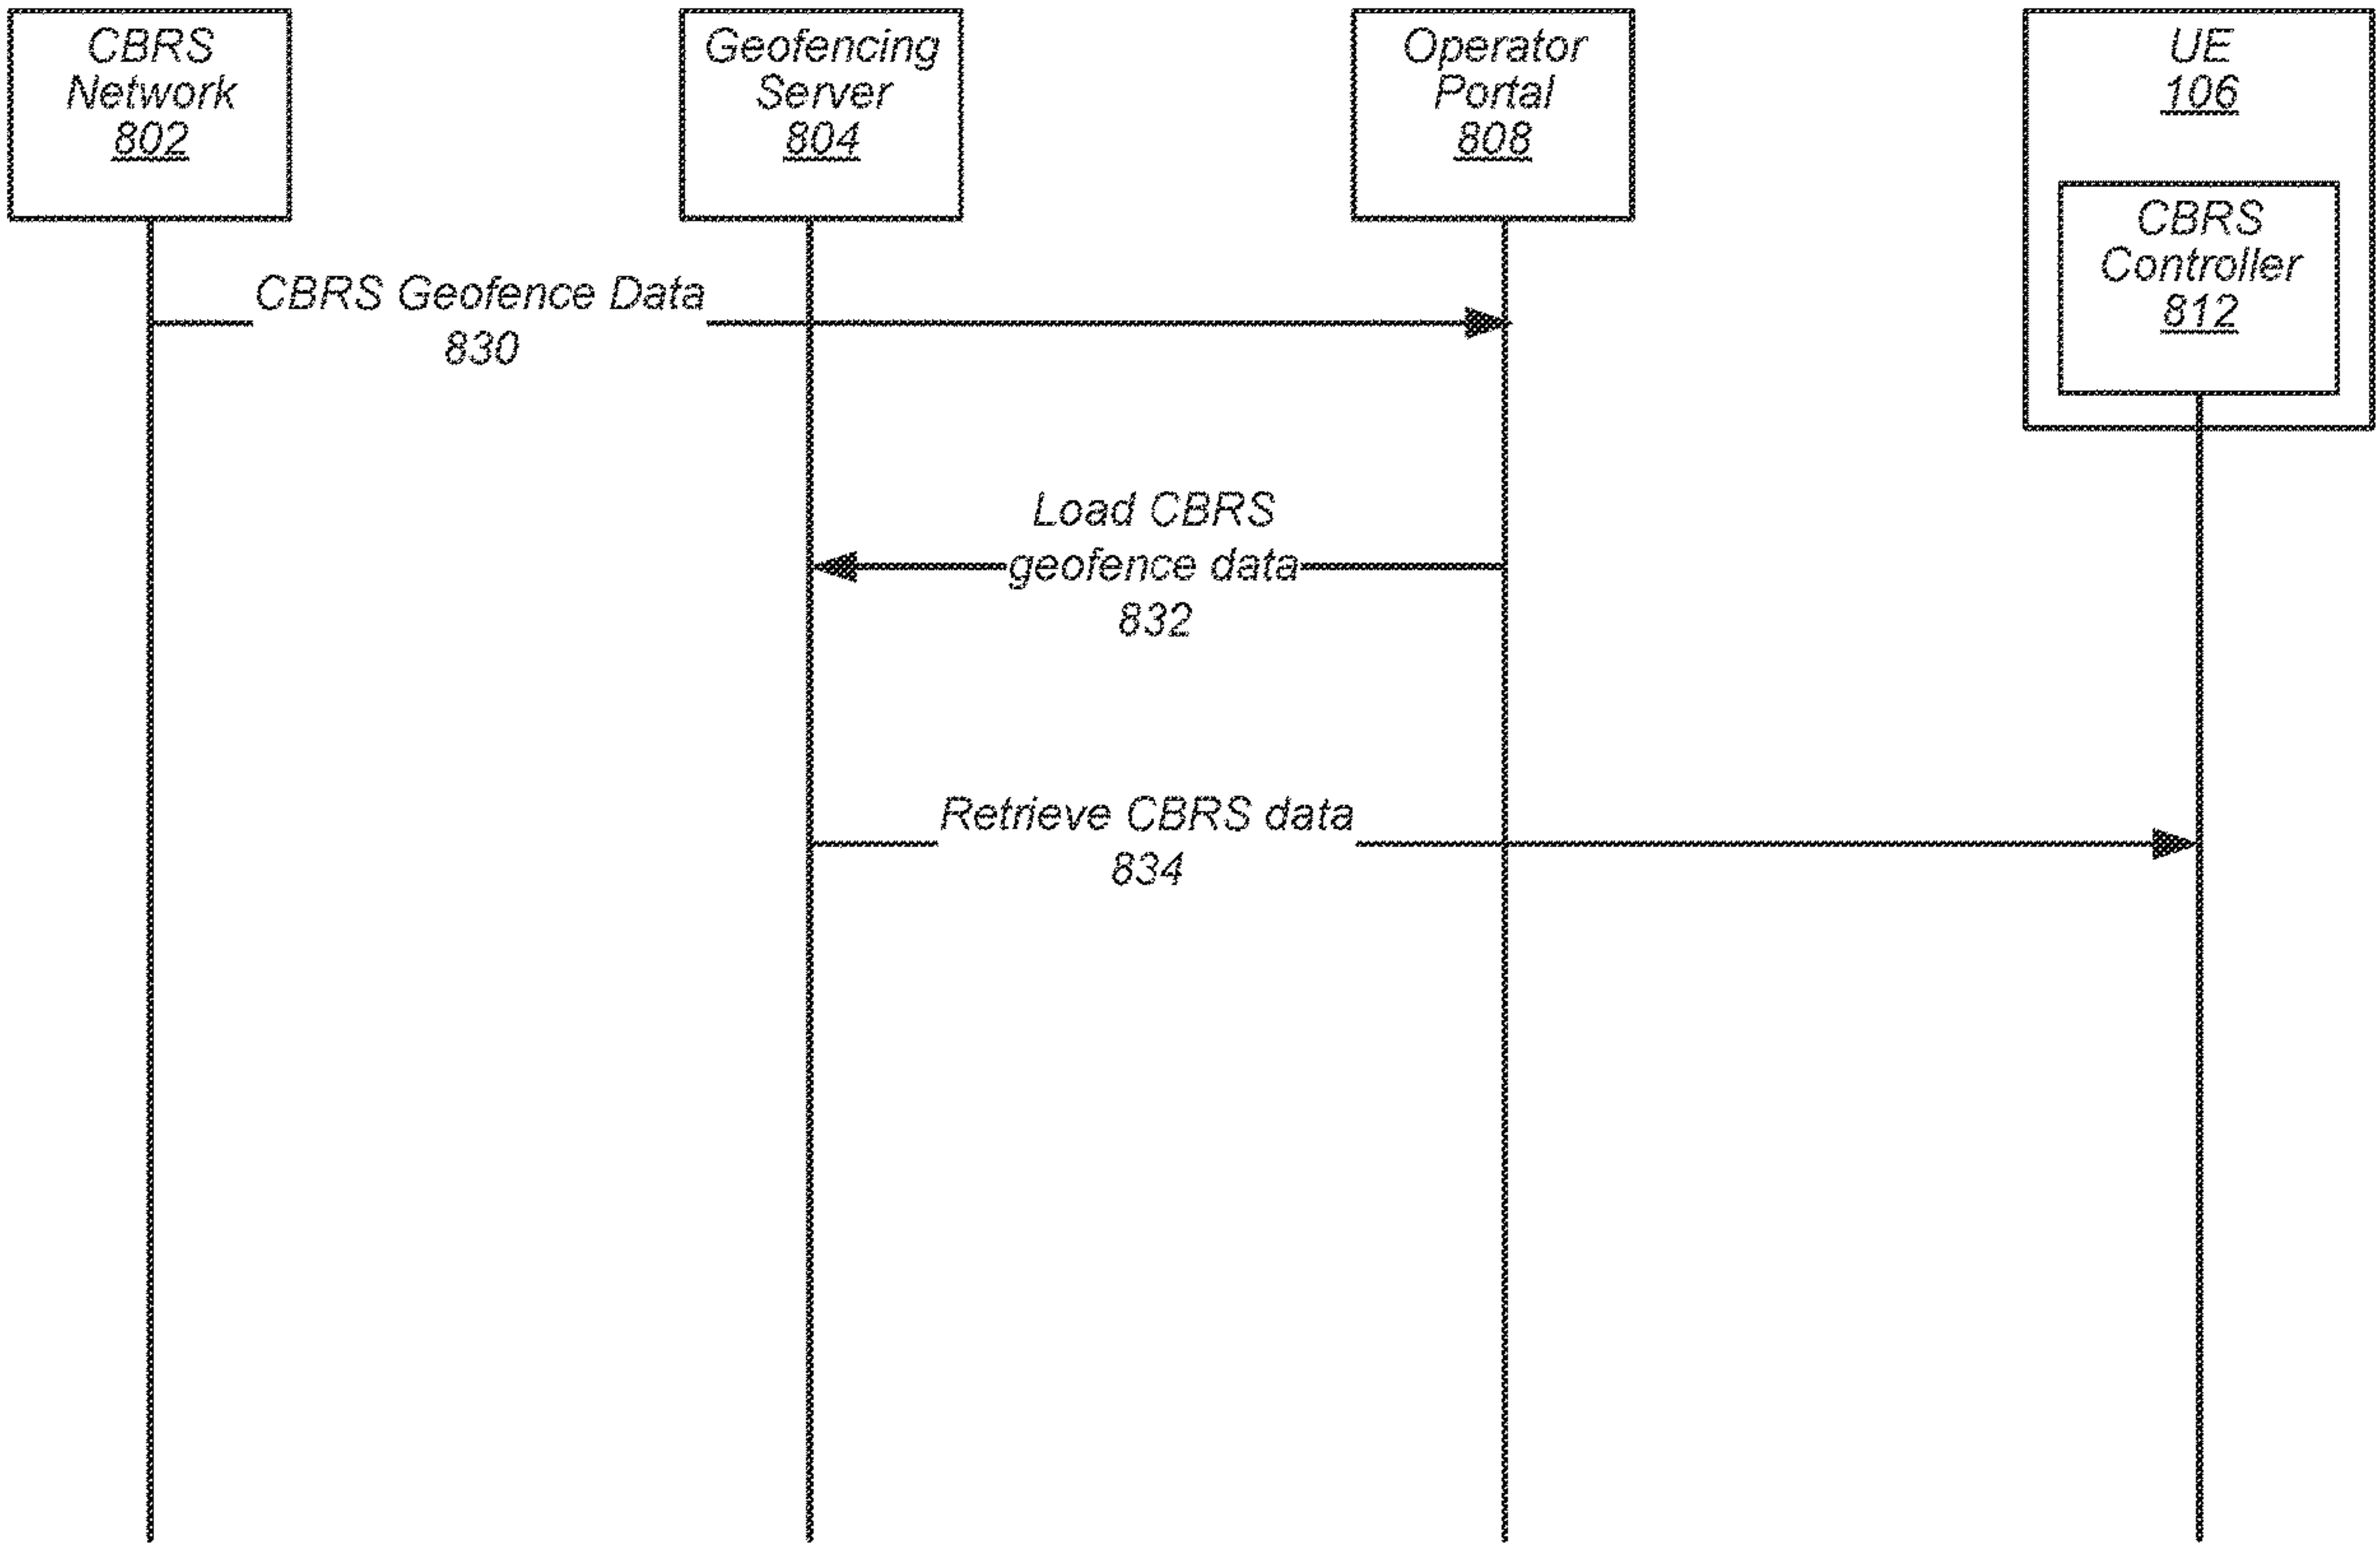 CBRS
Network
802
Geofencing
Server
804
Operator
Portal
808
UE
106
CBRS
Controller
812
CBRS Geofence Data
830
Load CBRS
geofence data
832
Retrieve CBRS data
834